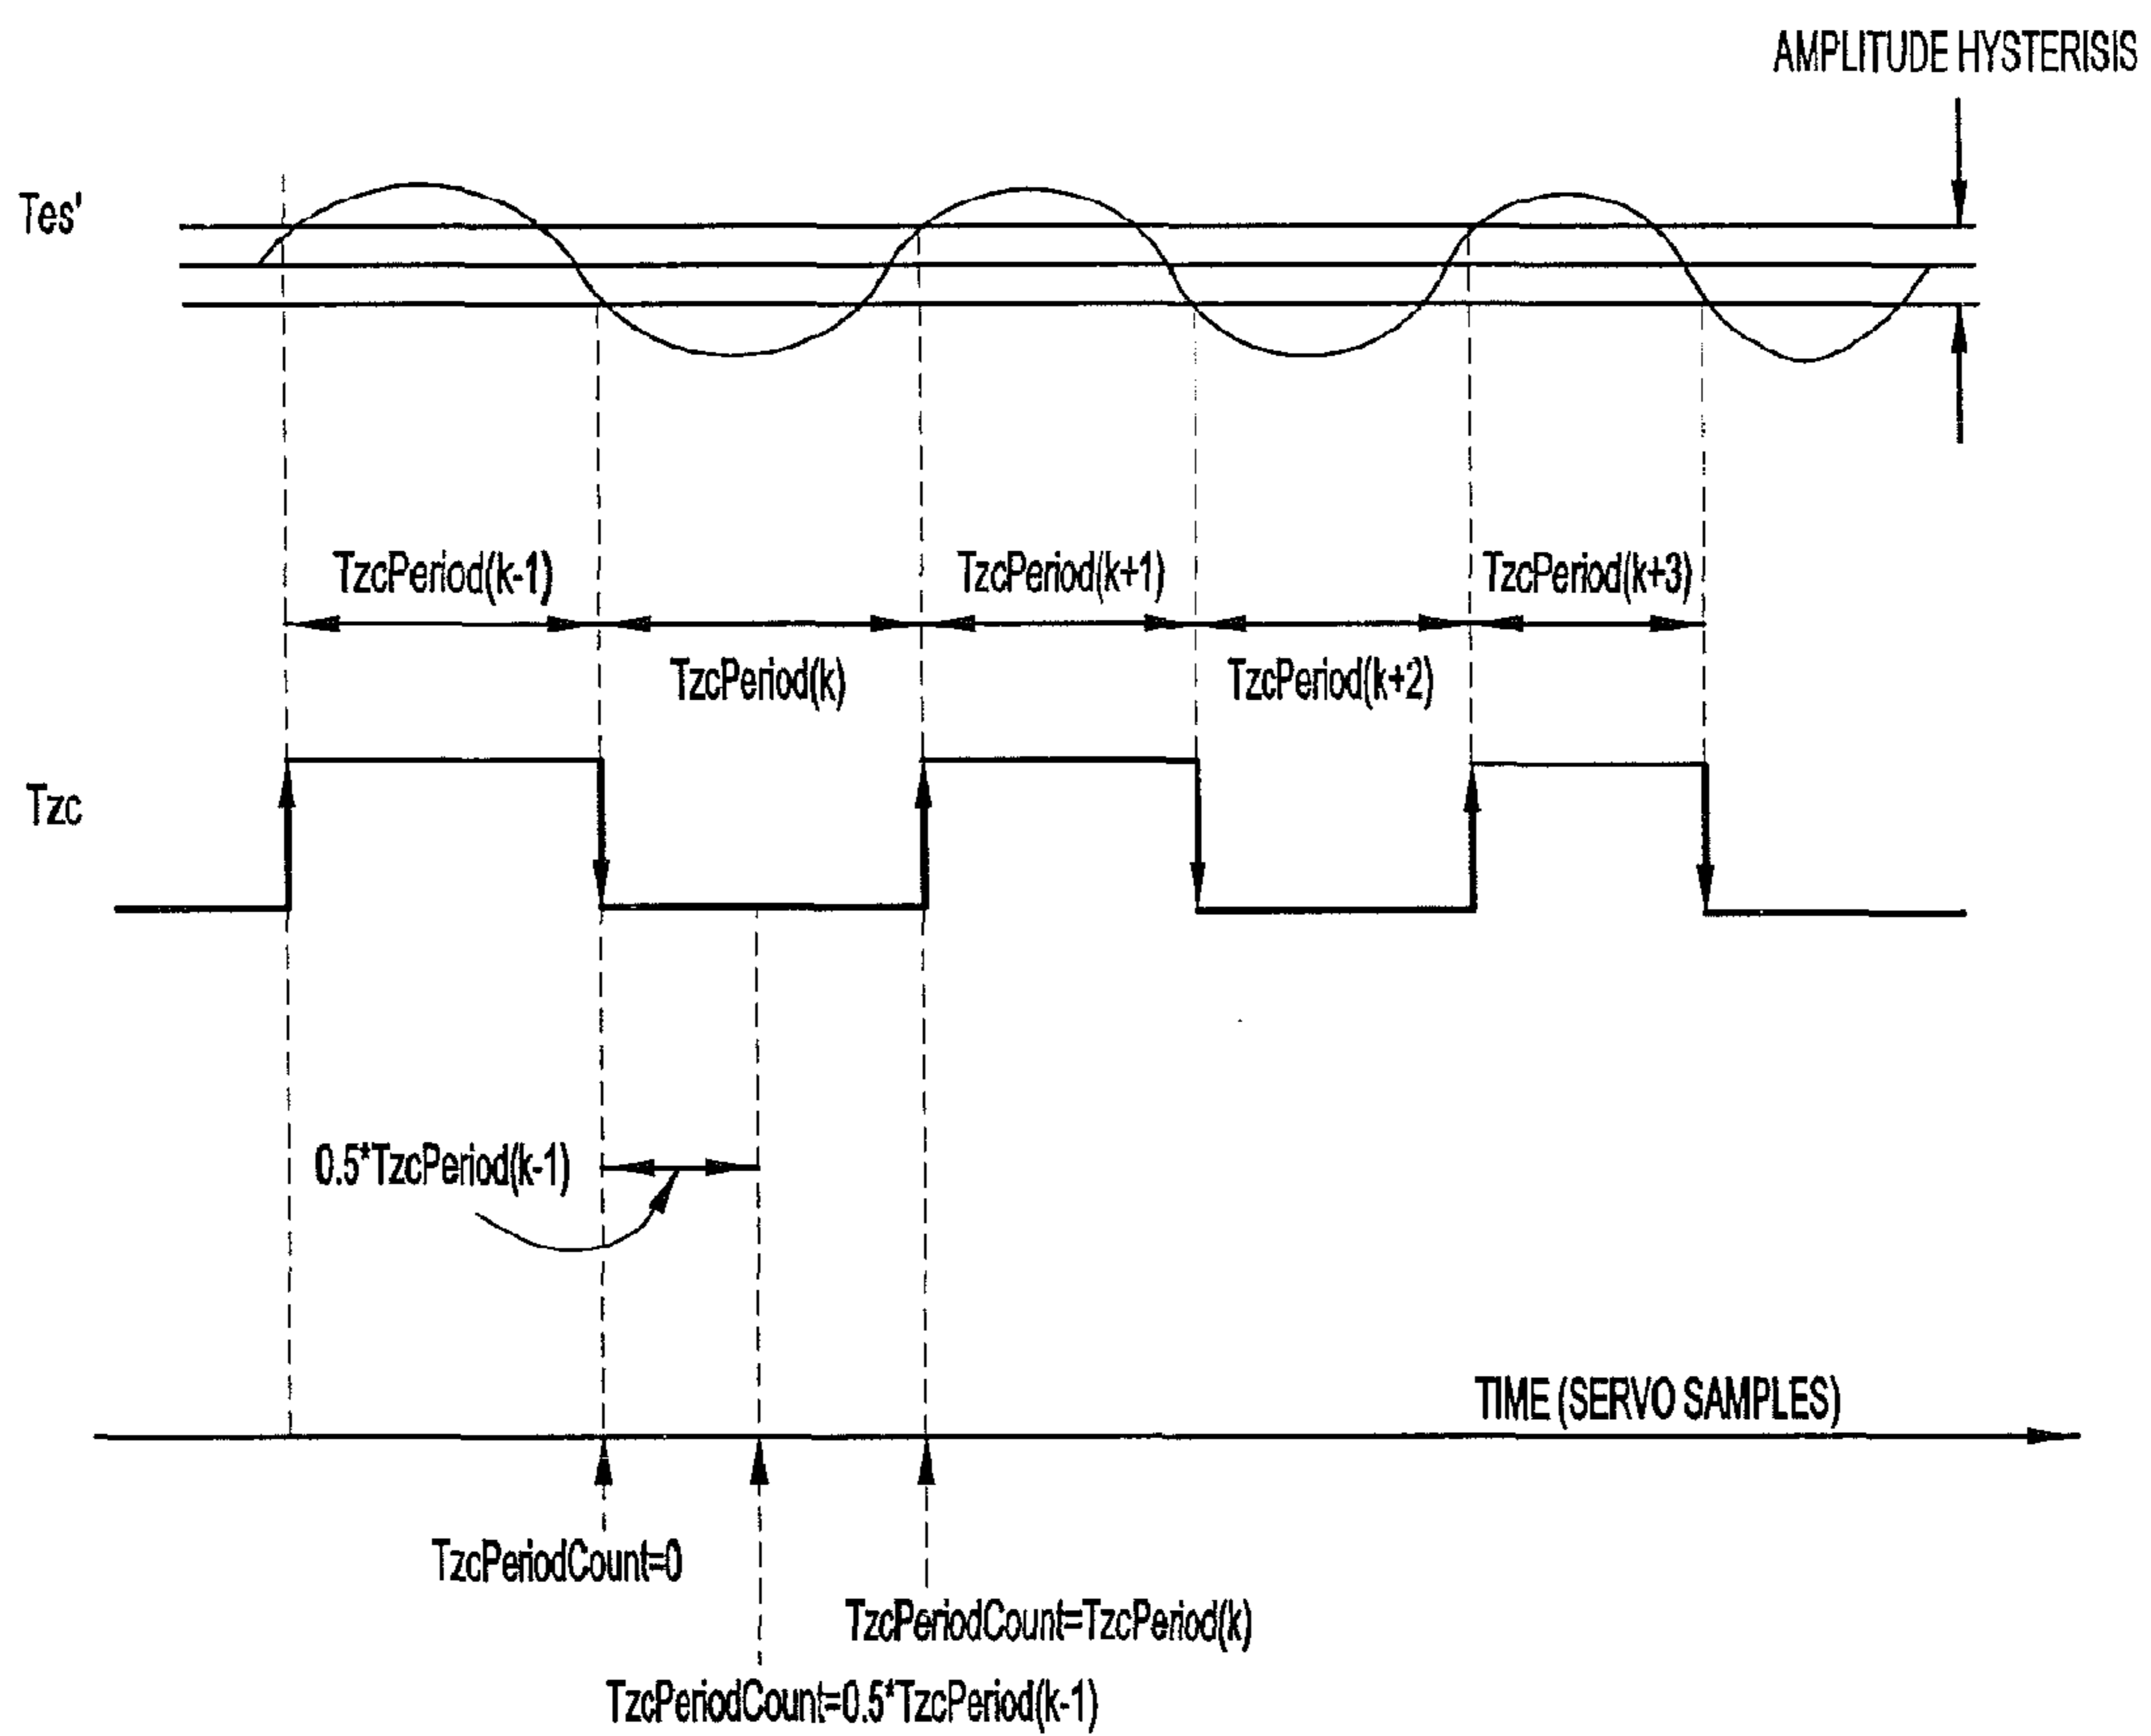 AMPLITUDE HYSTERISIS
Tes'
TzcPeriod(k-1)
TzcPeriod(k+1)
TzcPeriod(k+3)
TzcPeriod(k)
TzcPeriod(k+2)
Tzc
0.5*TzcPeriod(k-1)
TIME (SERVO SAMPLES)
TzcPeriodCount=0
TzcPeriodCount=TzcPeriod(k)
TzcPeriodCount=0.5*TzcPeriod(k-1)